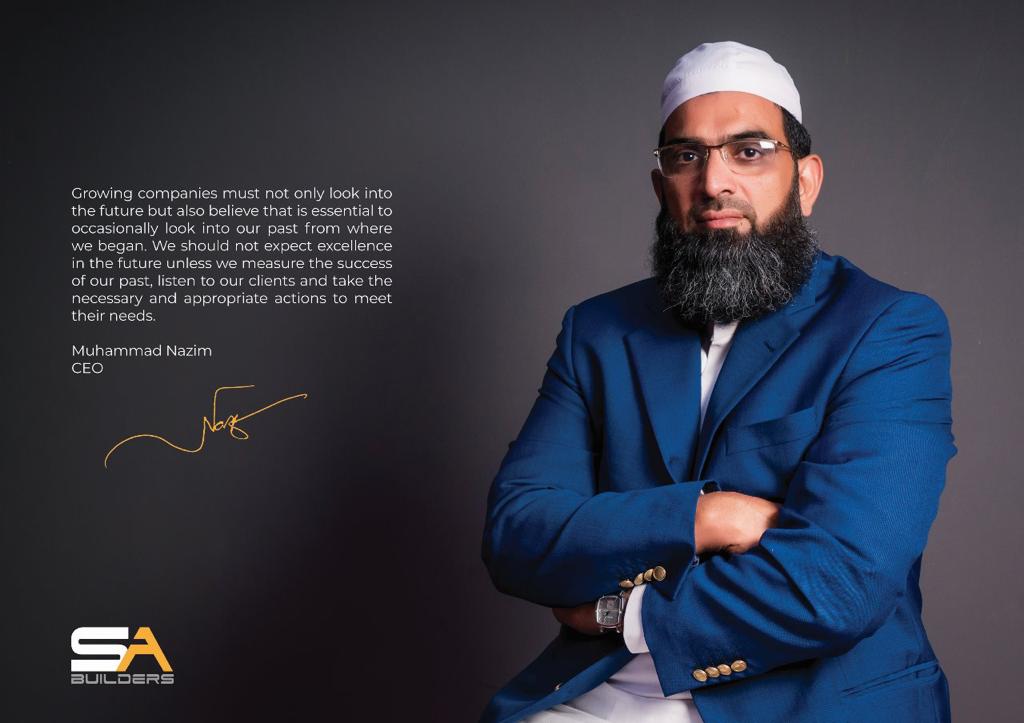 Growing companies must not only look into
the future but also believe that is essential to
occasionally look into our past from where
we began. We should not expect excellence
in the future unless we measure the success
of our past, listen to our clients and take the
necessary and appropriate actions to meet
their needs.
Muhammad Nazim
CEO
SA
BUILDERS